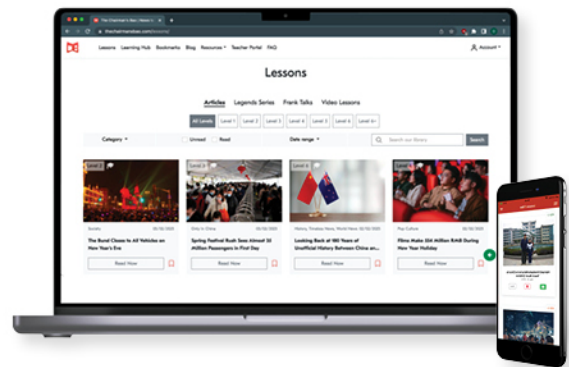 The Chairman's Bao | News in
thechairmansbao.com/lessons/
Lessons Learning Hub Bookmarks Blog Resources Teacher Portal FAQ
Account
Lessons
Articles Legends Series Frank Talks Video Lessons
All Levels Level 1 Level 2 Level 3 Level 4 Level 5 Level 6 Level 6+
Category Unread Read Date range Search our library Search
Society
Only in China
History, Timeless News, World News
Pop Culture
The Bund Closes to All Vehicles on
New Year's Eve
Spring Festival Rush Sees Almost 35
Million Passengers in First Day
Looking Back at 180 Years of
Unofficial History Between China an...
Films Make 554 Million RMB During
New Year Holiday
Read Now Read Now Read Now Read Now